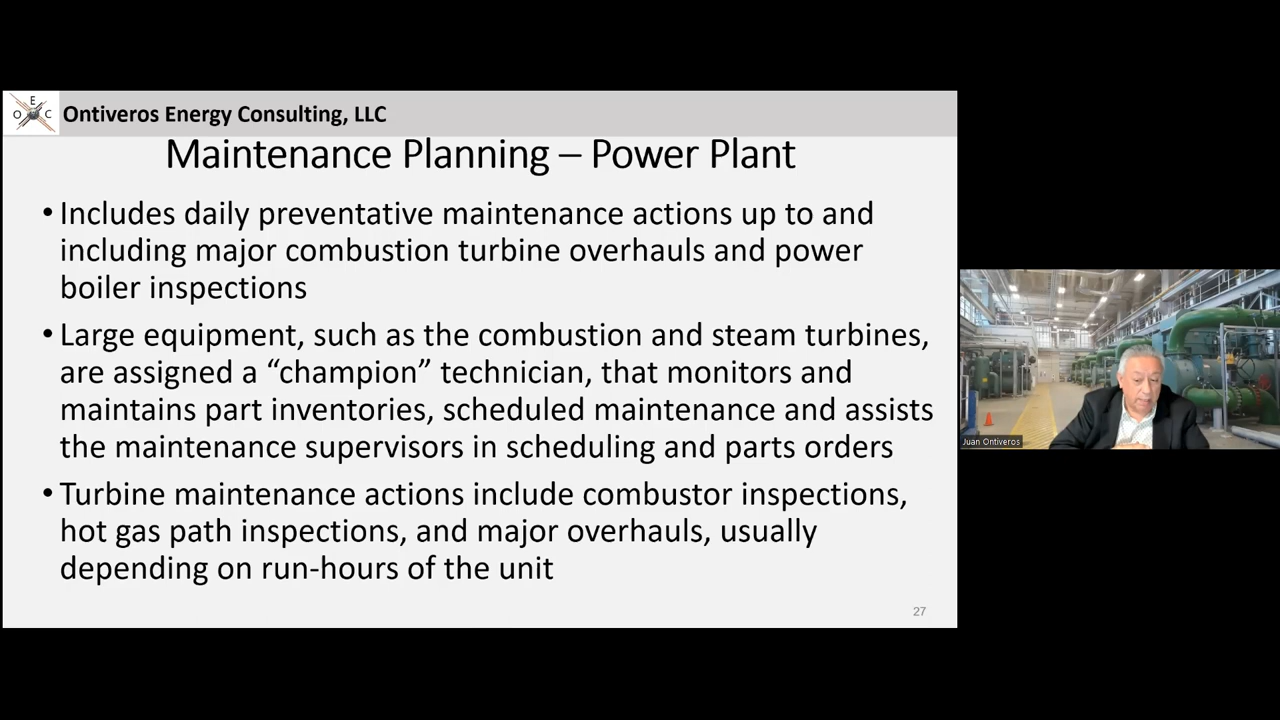 E
O C
Ontiveros Energy Consulting, LLC
Maintenance Planning – Power Plant
• Includes daily preventative maintenance actions up to and
including major combustion turbine overhauls and power
boiler inspections
• Large equipment, such as the combustion and steam turbines,
are assigned a “champion” technician, that monitors and
maintains part inventories, scheduled maintenance and assists
the maintenance supervisors in scheduling and parts orders
• Turbine maintenance actions include combustor inspections,
hot gas path inspections, and major overhauls, usually
depending on run-hours of the unit
27
Juan Ontiveros